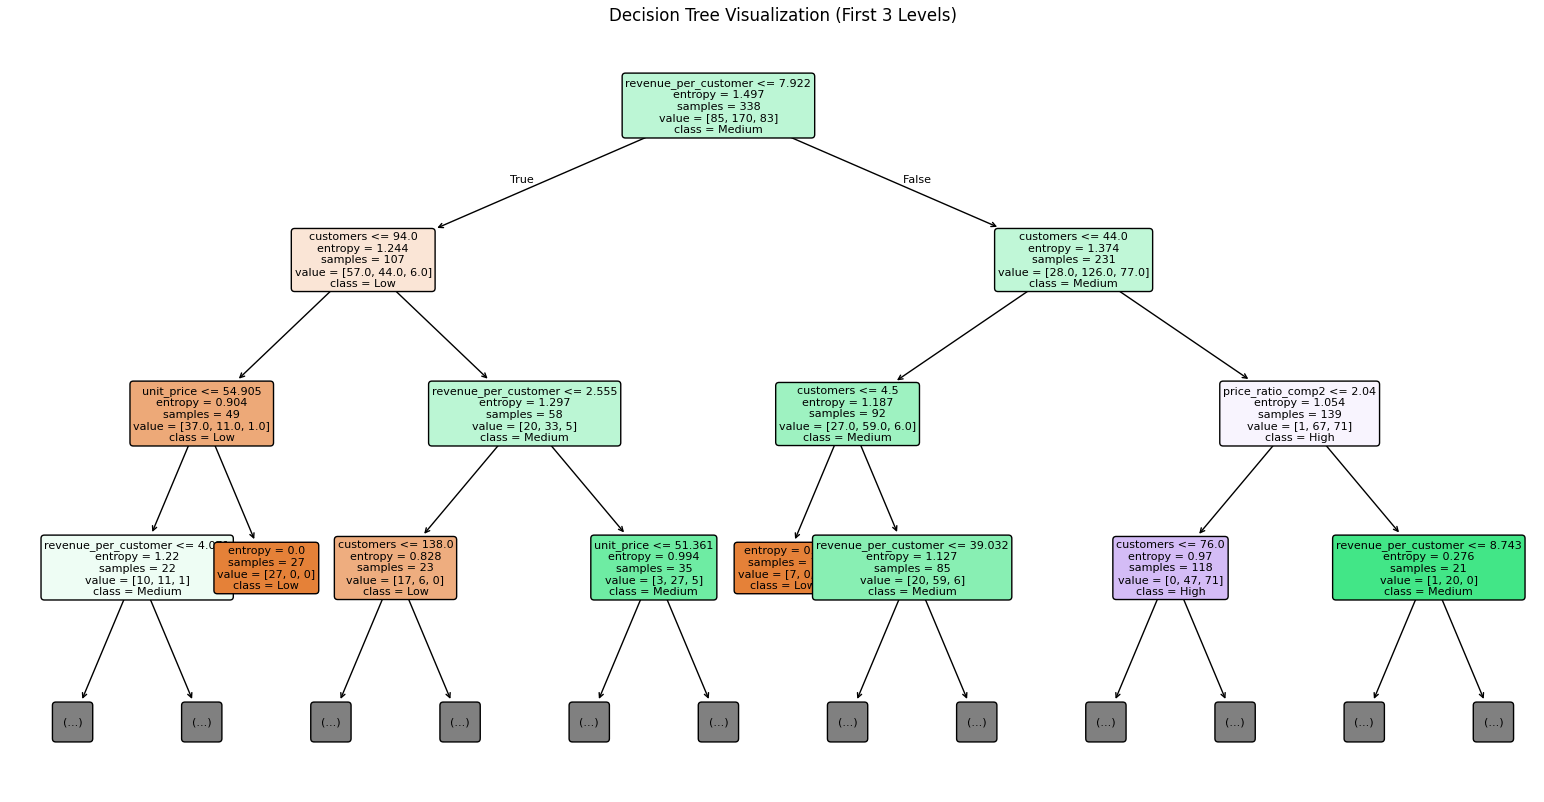 Decision Tree Visualization (First 3 Levels)
revenue_per_customer <= 7.922
entropy = 1.497
samples = 338
value = [85, 170, 83]
class = Medium
True
False
customers <= 94.0
entropy = 1.244
samples = 107
value = [57.0, 44.0, 6.0]
class = Low
customers <= 44.0
entropy = 1.374
samples = 231
value = [28.0, 126.0, 77.0]
class = Medium
unit_price <= 54.905
entropy = 0.904
samples = 49
value = [37.0, 11.0, 1.0]
class = Low
revenue_per_customer <= 2.555
entropy = 1.297
samples = 58
value = [20, 33, 5]
class = Medium
customers <= 4.5
entropy = 1.187
samples = 92
value = [27.0, 59.0, 6.0]
class = Medium
price_ratio_comp2 <= 2.04
entropy = 1.054
samples = 139
value = [1, 67, 71]
class = High
revenue_per_customer <=
entropy = 1.22
samples = 22
value = [10, 11, 1]
class = Medium
entropy = 0.0
samples = 27
value = [27, 0, 0]
class = Low
customers <= 138.0
entropy = 0.828
samples = 23
value = [17, 6, 0]
class = Low
unit_price <= 51.361
entropy = 0.994
samples = 35
value = [3, 27, 5]
class = Medium
entropy =
samples =
value = [7,
class = Low
revenue_per_customer <= 39.032
entropy = 1.127
samples = 85
value = [20, 59, 6]
class = Medium
customers <= 76.0
entropy = 0.97
samples = 118
value = [0, 47, 71]
class = High
revenue_per_customer <= 8.743
entropy = 0.276
samples = 21
value = [1, 20, 0]
class = Medium
(...)
(...)
(...)
(...)
(...)
(...)
(...)
(...)
(...)
(...)
(...)
(...)